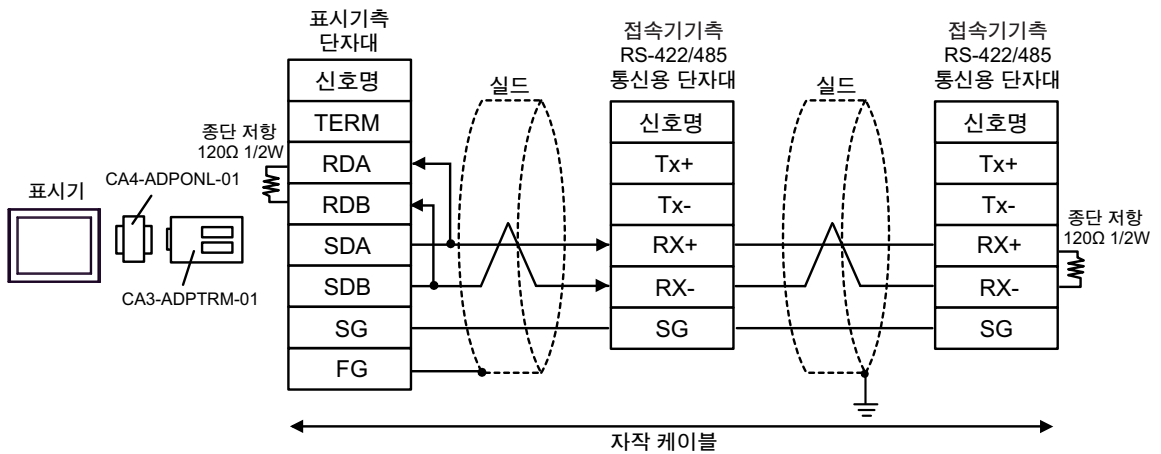 표시기측
단자대
신호명
TERM
RDA
RDB
SDA
SDB
SG
FG
종단 저항
120Ω 1/2W
표시기
CA4-ADPONL-01
CA3-ADPTRM-01
실드
접속기기측
RS-422/485
통신용 단자대
신호명
Tx+
Tx-
RX+
RX-
SG
실드
접속기기측
RS-422/485
통신용 단자대
신호명
Tx+
Tx-
RX+
RX-
SG
종단 저항
120Ω 1/2W
자작 케이블